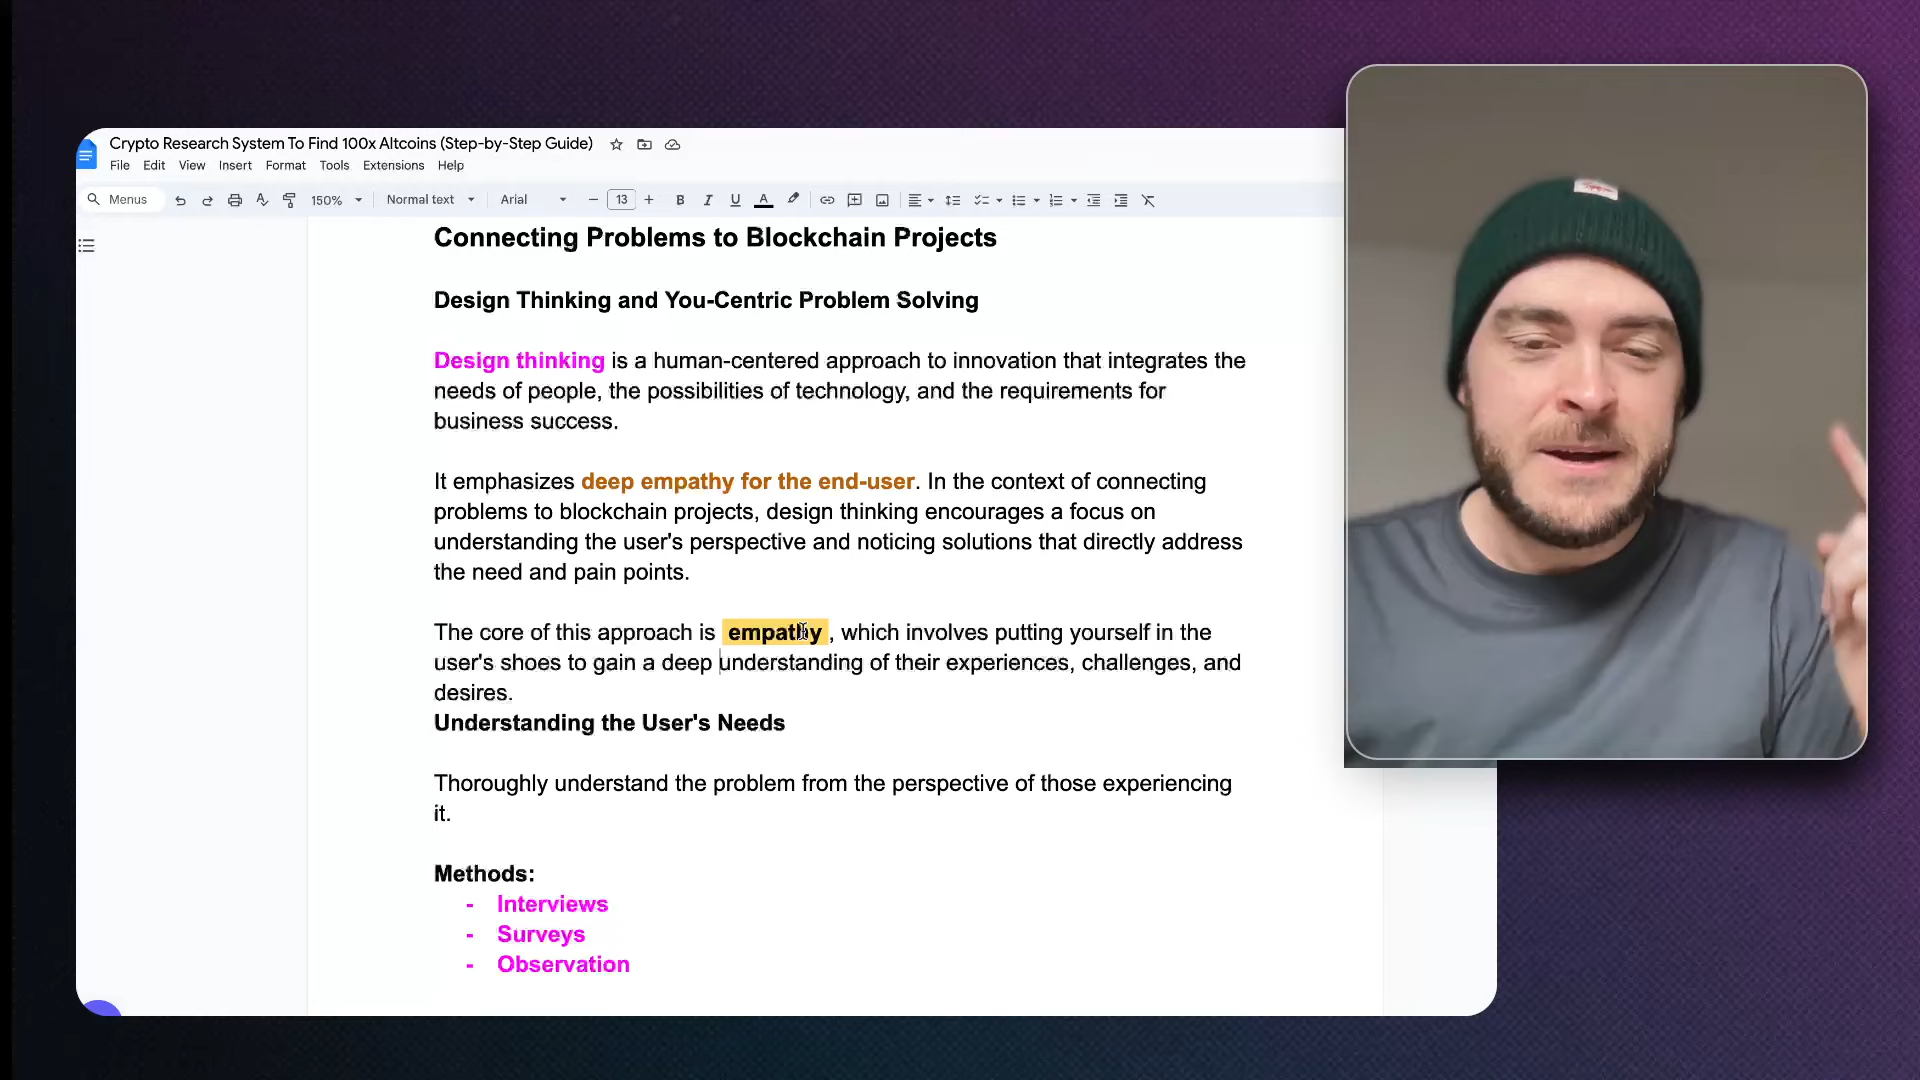 Crypto Research System To Find 100x Altcoins (Step-by-Step Guide)
File Edit View Insert Format Tools Extensions Help
Menus 150% Normal text Arial 13 B I U A
Connecting Problems to Blockchain Projects
Design Thinking and You-Centric Problem Solving
Design thinking is a human-centered approach to innovation that integrates the
needs of people, the possibilities of technology, and the requirements for
business success.
It emphasizes deep empathy for the end-user. In the context of connecting
problems to blockchain projects, design thinking encourages a focus on
understanding the user's perspective and noticing solutions that directly address
the need and pain points.
The core of this approach is empathy , which involves putting yourself in the
user's shoes to gain a deep understanding of their experiences, challenges, and
desires.
Understanding the User's Needs
Thoroughly understand the problem from the perspective of those experiencing
it.
Methods:
- Interviews
- Surveys
- Observation